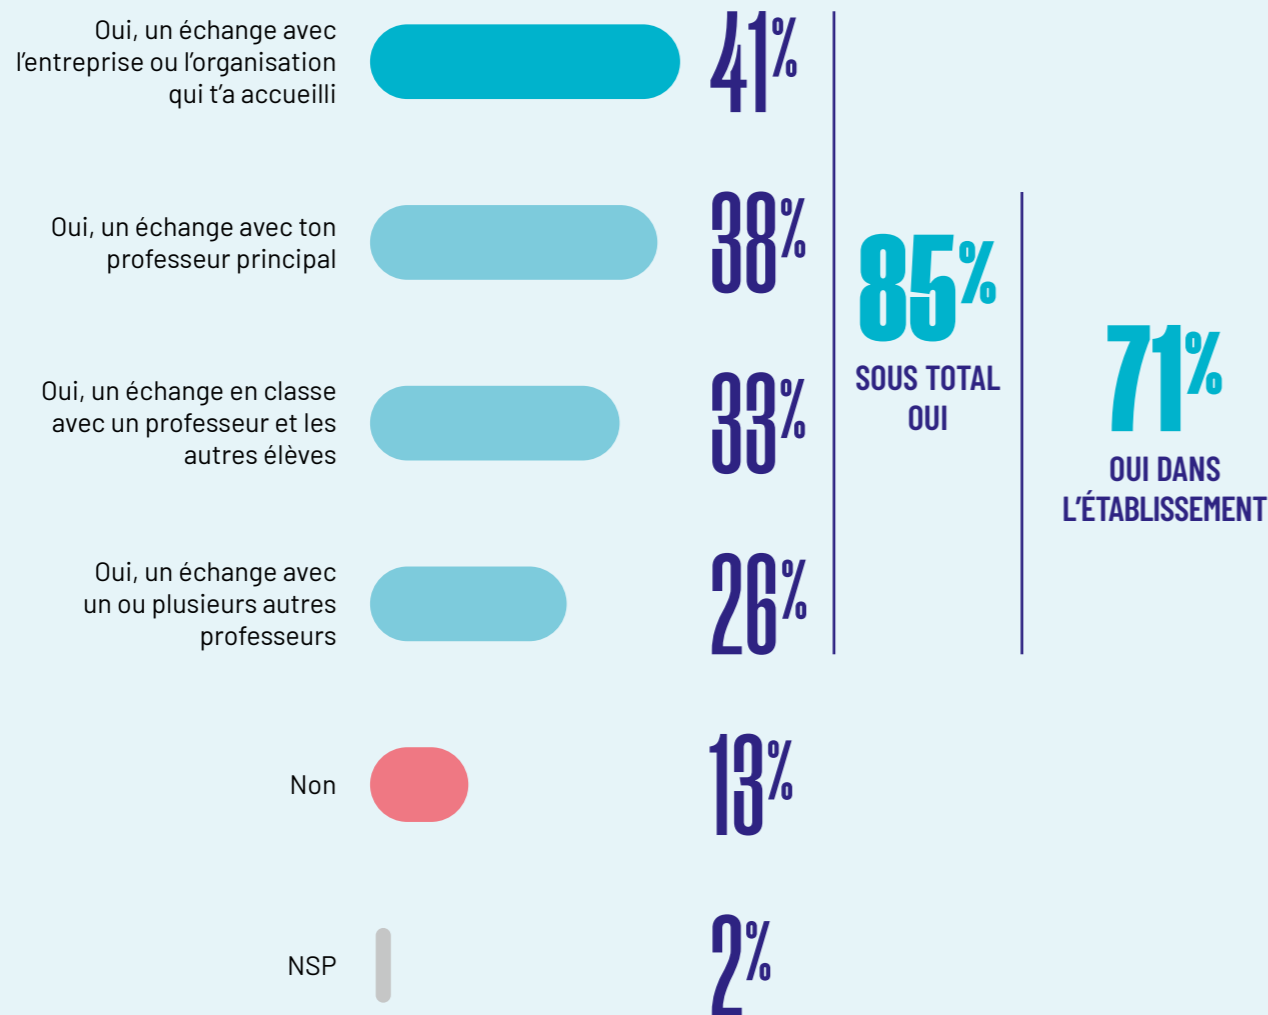 Oui, un échange avec
l’entreprise ou l’organisation
qui t’a accueilli
41%
Oui, un échange avec ton
professeur principal
38%
Oui, un échange en classe
avec un professeur et les
autres élèves
33%
Oui, un échange avec
un ou plusieurs autres
professeurs
26%
Non
13%
NSP
2%
85%
SOUS TOTAL
OUI
71%
OUI DANS
L’ÉTABLISSEMENT